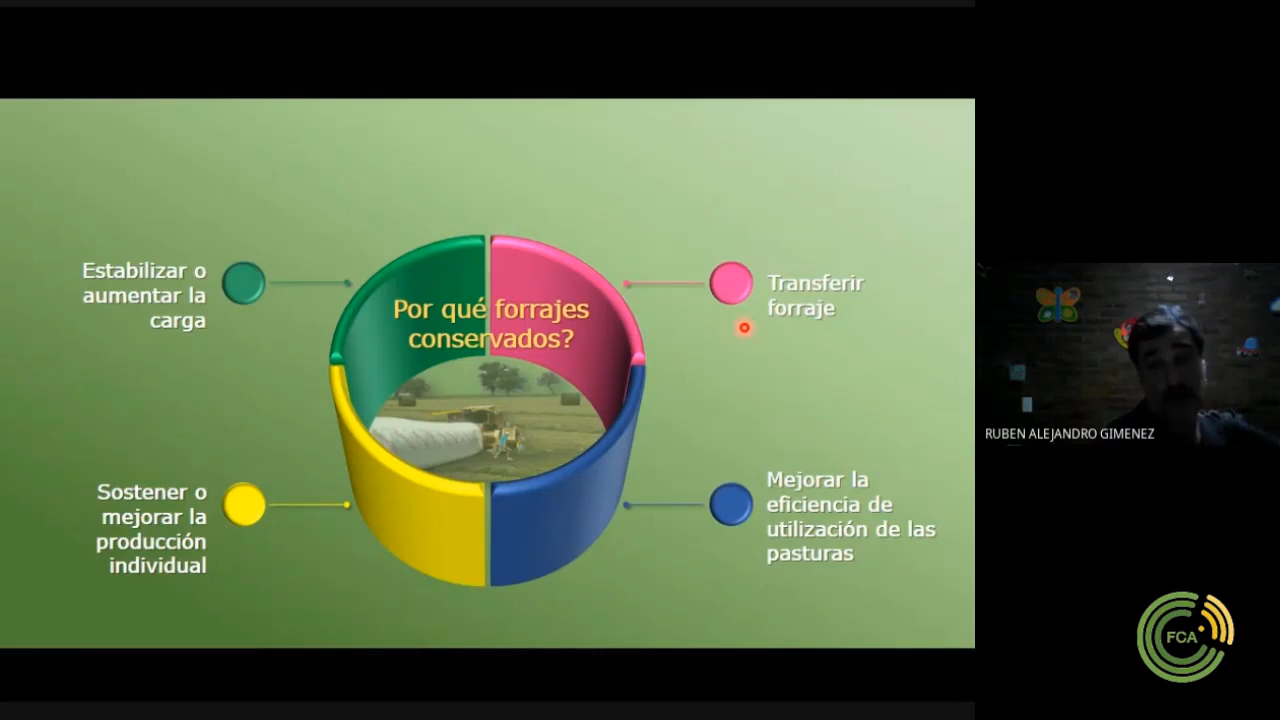 Por qué forrajes
conservados?
Estabilizar o
aumentar la
carga
Transferir
forraje
Sostener o
mejorar la
producción
individual
Mejorar la
eficiencia de
utilización de las
pasturas
RUBEN ALEJANDRO GIMENEZ
FCA